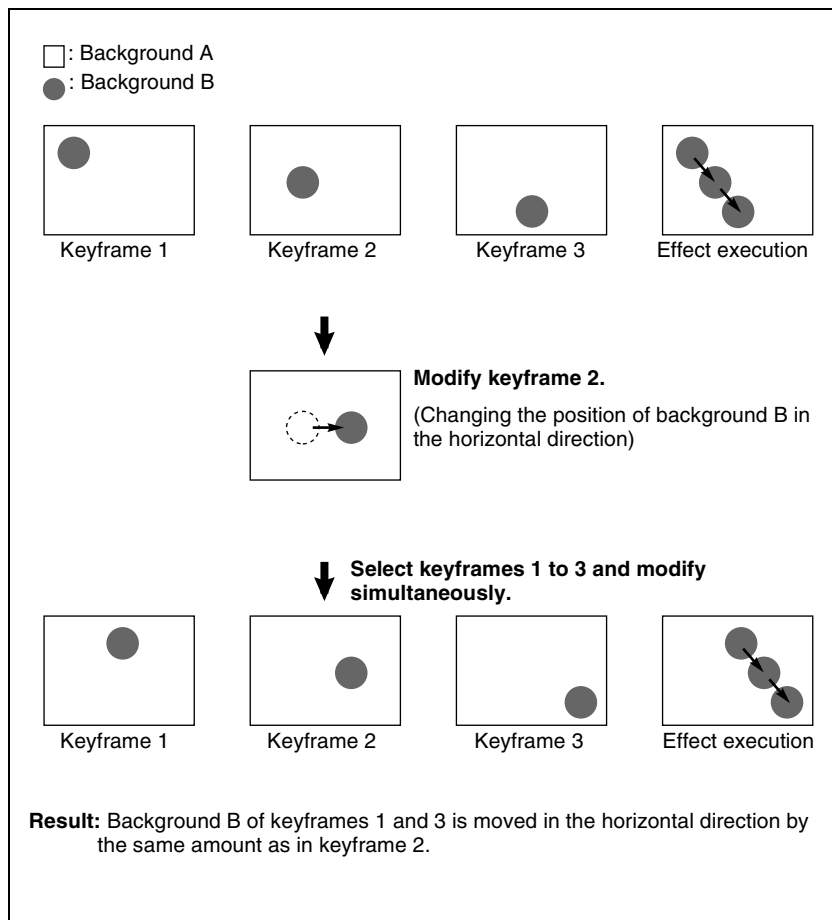 : Background A
: Background B
Keyframe 1
Keyframe 2
Keyframe 3
Effect execution
Modify keyframe 2.
(Changing the position of background B in
the horizontal direction)
Select keyframes 1 to 3 and modify
simultaneously.
Keyframe 1
Keyframe 2
Keyframe 3
Effect execution
Result: Background B of keyframes 1 and 3 is moved in the horizontal direction by
the same amount as in keyframe 2.